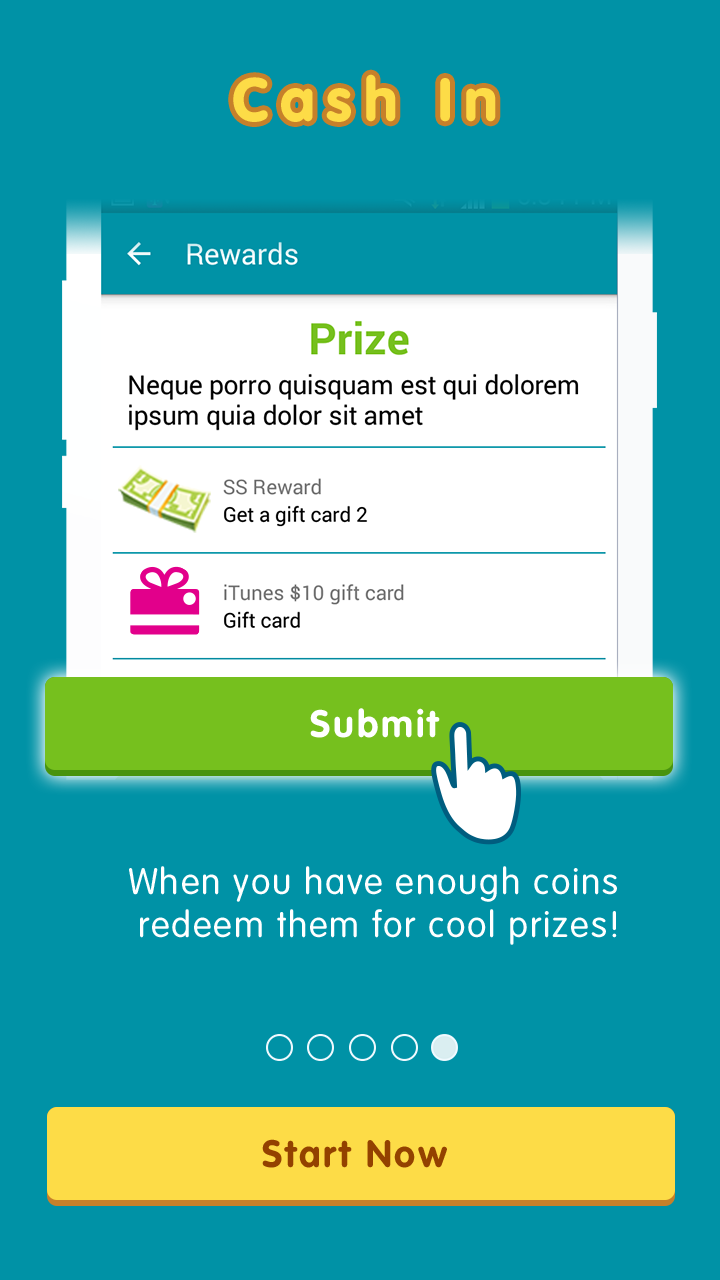 Cash In
Rewards
Prize
Neque porro quisquam est qui dolorem
ipsum quia dolor sit amet
SS Reward
Get a gift card 2
iTunes $10 gift card
Gift card
Submit
When you have enough coins
redeem them for cool prizes!
Start Now